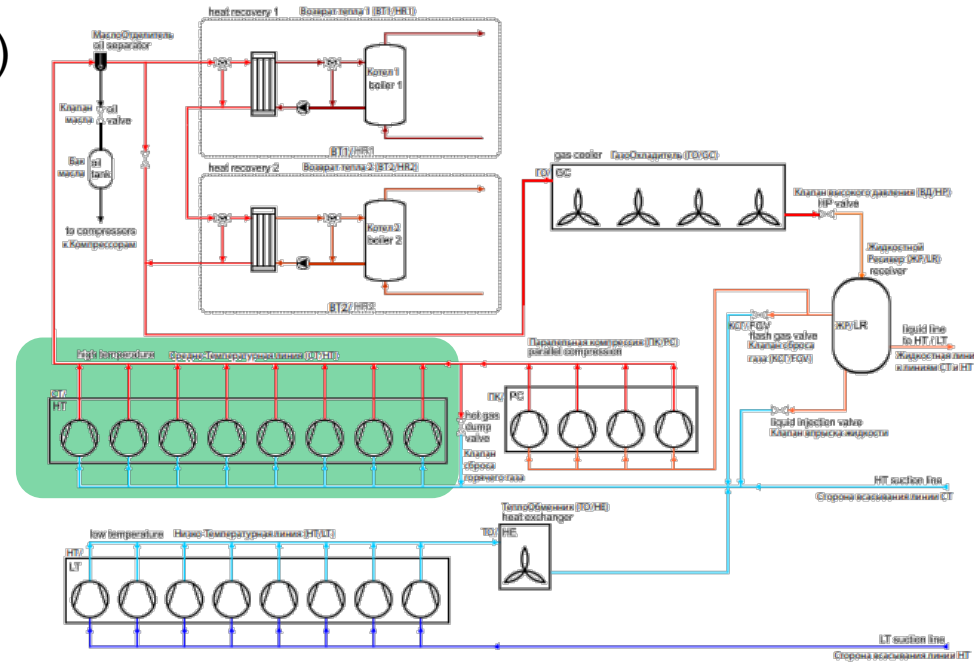 )
heat recovery 1 Возврат тепла 1 (ВТ1/HR1)
МаслоОтделитель
oil separator
Котел 1
boiler 1
Клапан
масла
oil
valve
Бак
масла
oil
tank
to compressors
к Компрессорам
ВТ1/HR1
heat recovery 2 Возврат тепла 2 (ВТ2/HR2)
Котел 2
boiler 2
ВТ2/HR2
gas cooler ГазоОхладитель (ГО/GC)
ГО/
GC
Клапан высокого давления (ВД/HP)
HP valve
Жидкостной
Ресивер (ЖР/LR)
receiver
ЖР/LR
КСГ/FGV
flash gas valve
Клапан сброса
газа (КСГ/FGV)
liquid line
to HT / LT
Жидкостная лини
к линиям СТ и НТ
liquid injection valve
Клапан впрыска жидкости
high temperature Средне-Температурная линия (СТ/HT)
СТ/
HT
hot gas
dump
valve
Клапан
сброса
горячего газа
Паралельная компрессия (ПК/PC)
parallel compression
ПК/
PC
HT suction line
Сторона всасывания линии СТ
ТеплоОбменник (ТО/HE)
heat exchanger
ТО/
HE
low temperature Низко-Температурная линия (НТ/LT)
НТ/
LT
LT suction line
Сторона всасывания линии НТ